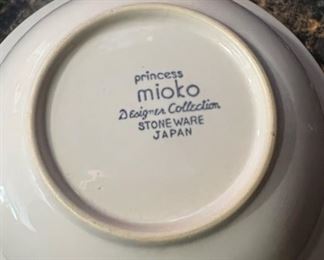 princess
mioko
Designer Collection
STONEWARE
JAPAN